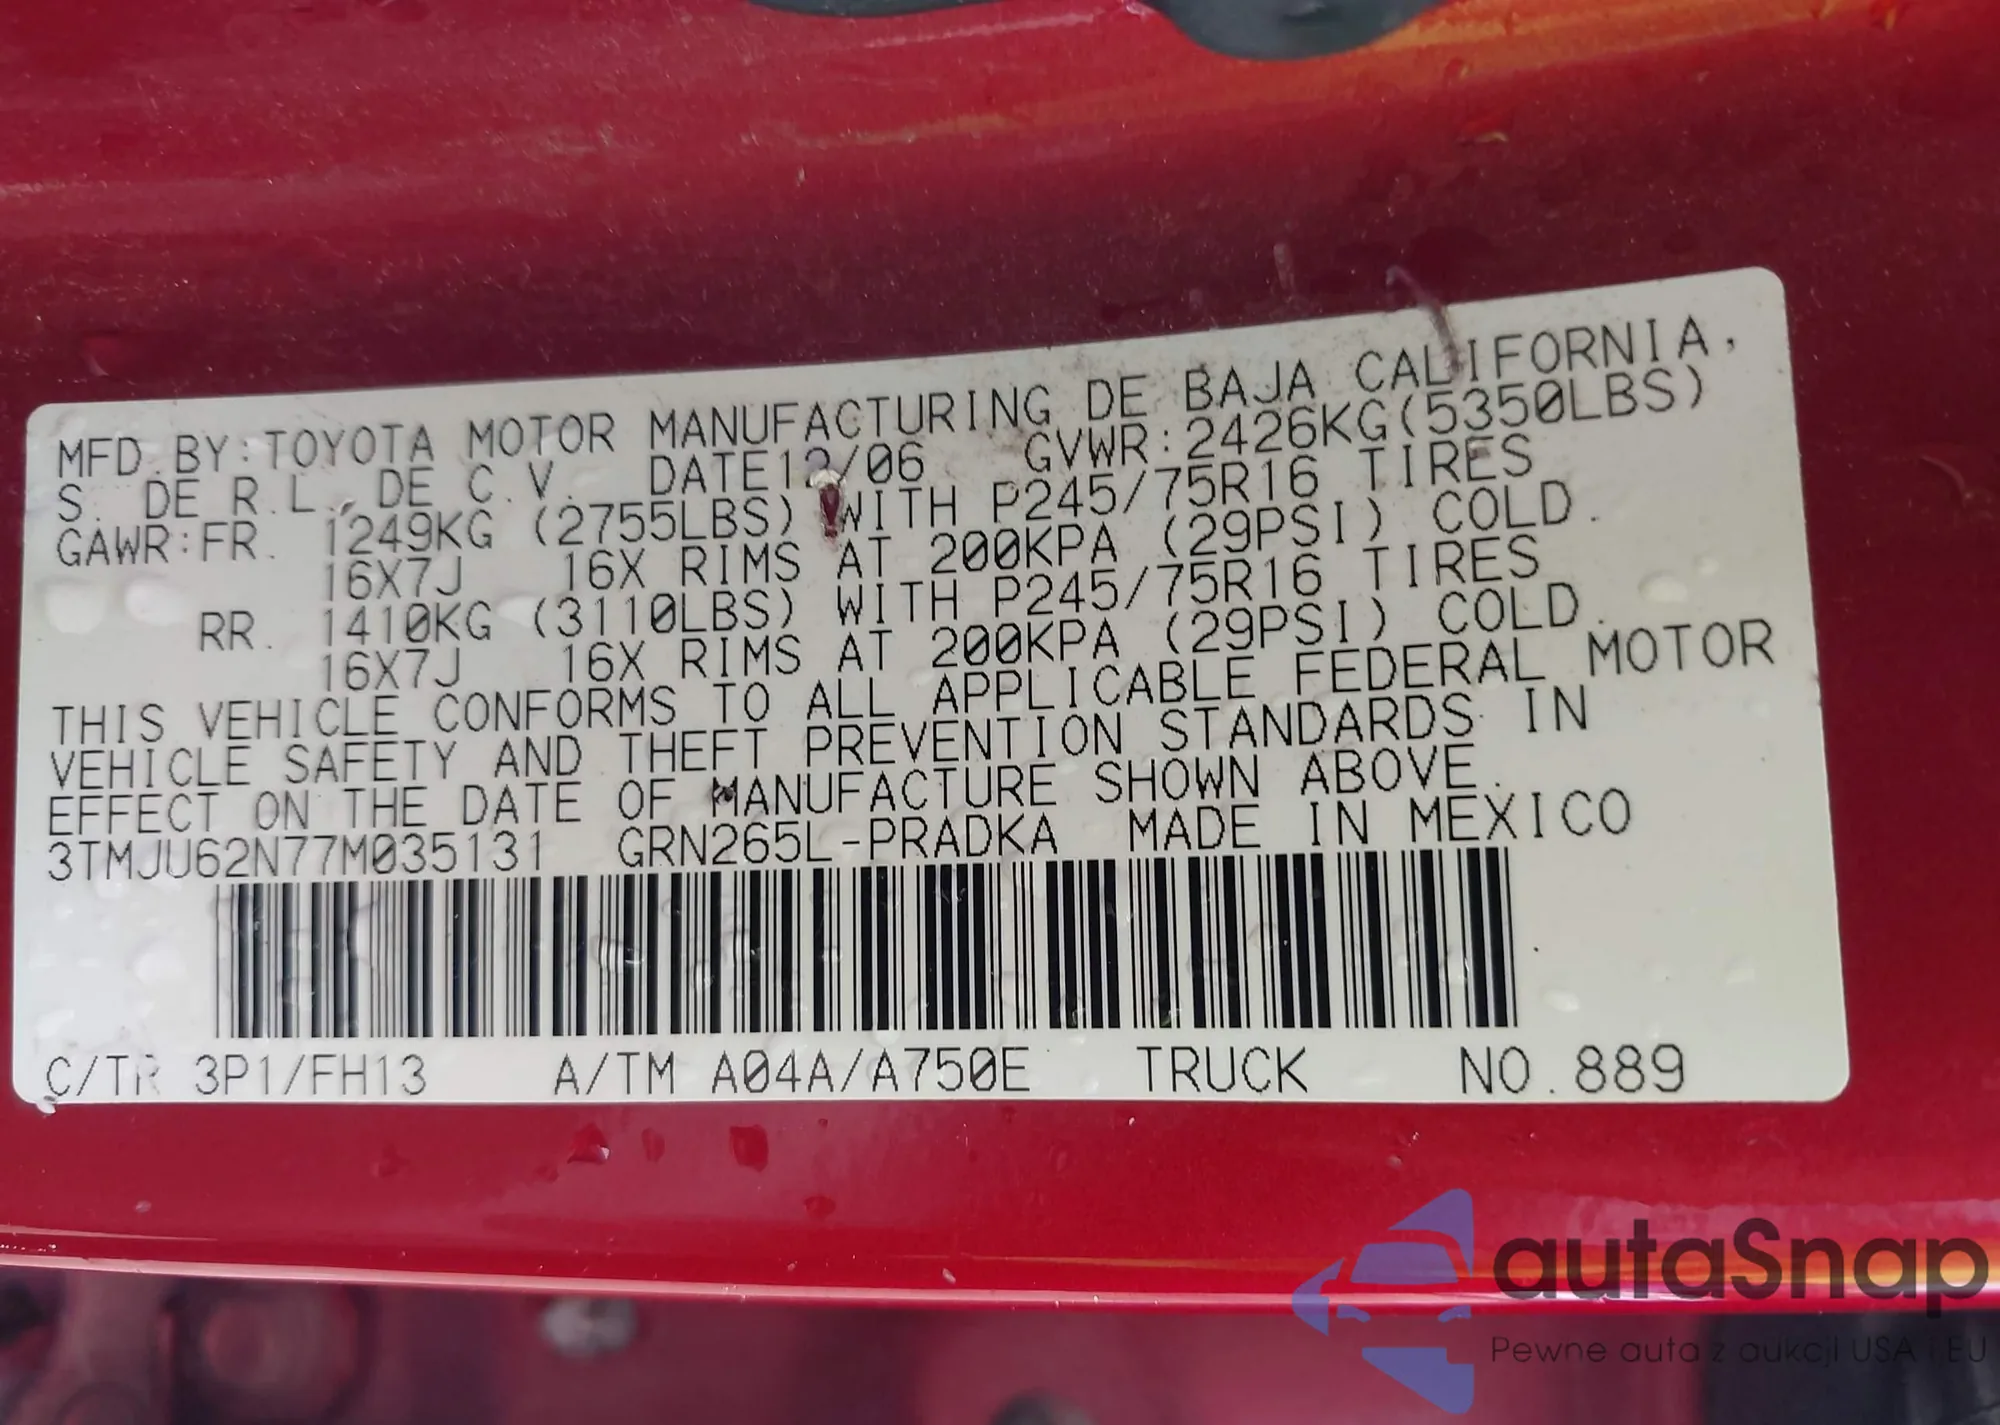 MFD.BY:TOYOTA MOTOR MANUFACTURING DE BAJA CALIFORNIA,
S. DE R.L. DE C.V. DATE12/06 GVWR:2426KG(5350LBS)
GAWR:FR. 1249KG (2755LBS) WITH P245/75R16 TIRES
16X7J 16X RIMS AT 200KPA (29PSI) COLD.
RR. 1410KG (3110LBS) WITH P245/75R16 TIRES
16X7J 16X RIMS AT 200KPA (29PSI) COLD.
THIS VEHICLE CONFORMS TO ALL APPLICABLE FEDERAL MOTOR
VEHICLE SAFETY AND THEFT PREVENTION STANDARDS IN
EFFECT ON THE DATE OF MANUFACTURE SHOWN ABOVE.
3TMJU62N77M035131 GRN265L-PRADKA MADE IN MEXICO
C/TR 3P1/FH13 A/TM A04A/A750E TRUCK NO.889
autaSnap
Pewne auta z aukcji USA i EU